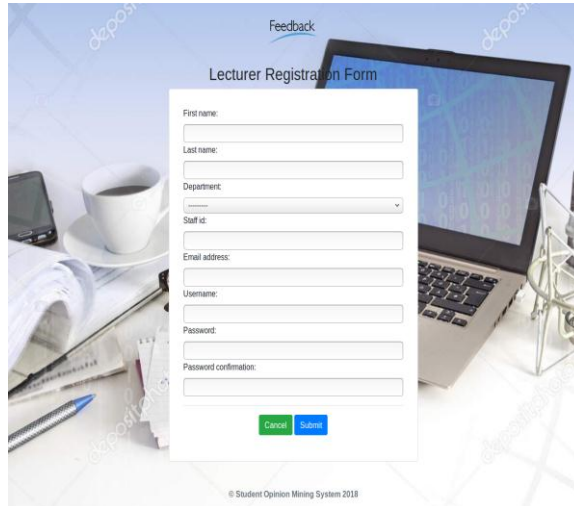 Feedback
Lecturer Registration Form
First name:
Last name:
Department:
---------
Staff id:
Email address:
Username:
Password:
Password confirmation:
Cancel Submit
© Student Opinion Mining System 2018